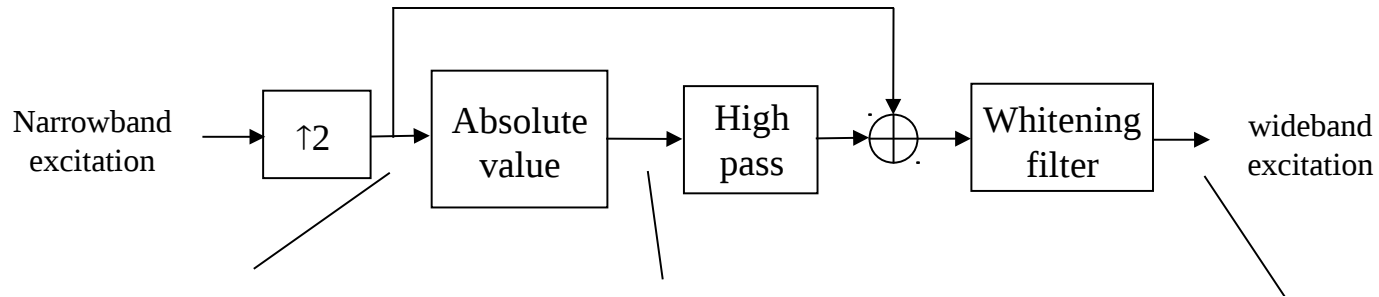 Narrowband
excitation
↑2
Absolute
value
High
pass
Whitening
filter
wideband
excitation